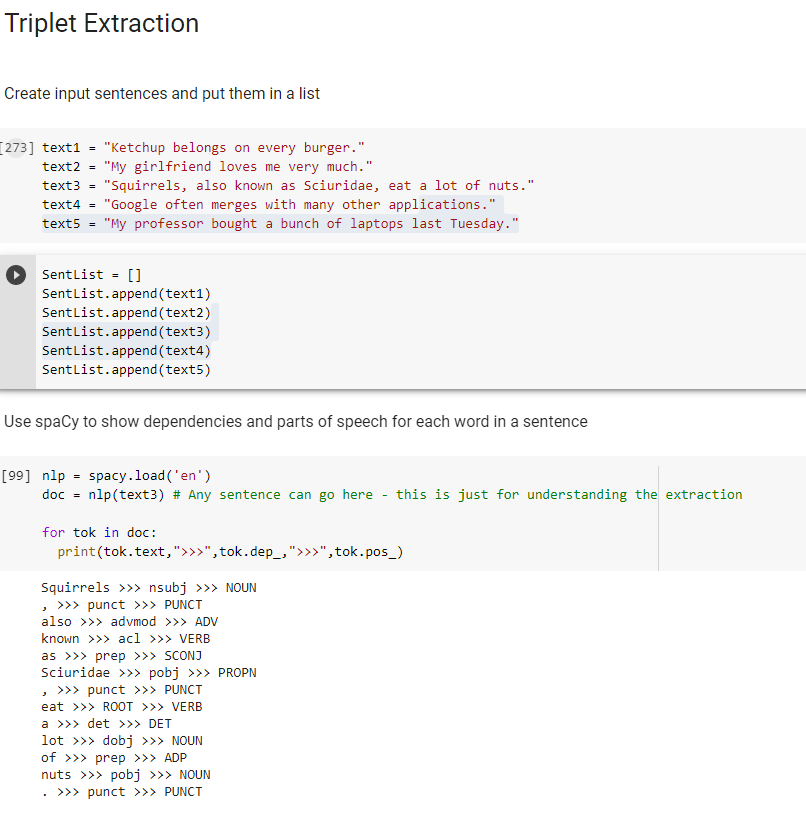 Triplet Extraction
Create input sentences and put them in a list
[273] text1 = "Ketchup belongs on every burger."
text2 = "My girlfriend loves me very much."
text3 = "Squirrels, also known as Sciuridae, eat a lot of nuts."
text4 = "Google often merges with many other applications."
text5 = "My professor bought a bunch of laptops last Tuesday."
SentList = []
SentList.append(text1)
SentList.append(text2)
SentList.append(text3)
SentList.append(text4)
SentList.append(text5)
Use spaCy to show dependencies and parts of speech for each word in a sentence
[99] nlp = spacy.load('en')
doc = nlp(text3) # Any sentence can go here - this is just for understanding the extraction
for tok in doc:
  print(tok.text,">>>",tok.dep_,">>>",tok.pos_)
Squirrels >>> nsubj >>> NOUN
, >>> punct >>> PUNCT
also >>> advmod >>> ADV
known >>> acl >>> VERB
as >>> prep >>> SCONJ
Sciuridae >>> pobj >>> PROPN
, >>> punct >>> PUNCT
eat >>> ROOT >>> VERB
a >>> det >>> DET
lot >>> dobj >>> NOUN
of >>> prep >>> ADP
nuts >>> pobj >>> NOUN
. >>> punct >>> PUNCT